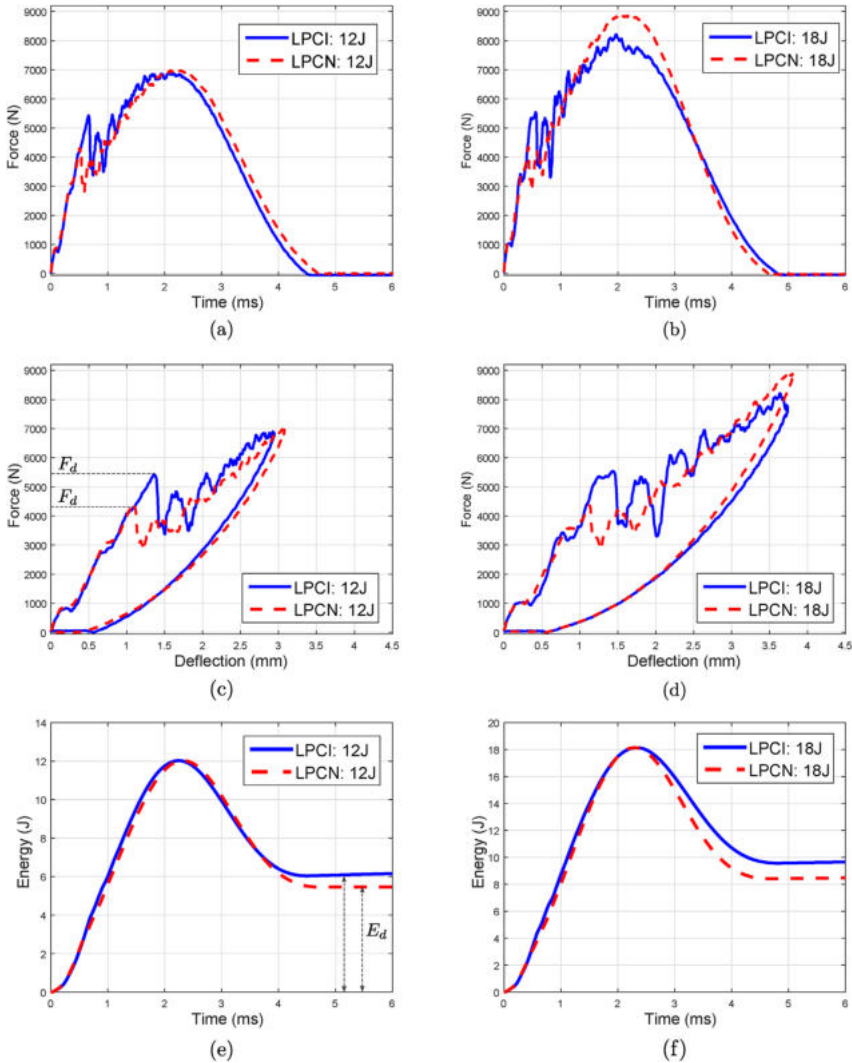 9000
8000
7000
6000
5000
4000
3000
2000
1000
0
Force (N)
LPCI: 12J
LPCN: 12J
0 1 2 3 4 5 6
Time (ms)
(a)
9000
8000
7000
6000
5000
4000
3000
2000
1000
0
Force (N)
LPCI: 18J
LPCN: 18J
0 1 2 3 4 5 6
Time (ms)
(b)
9000
8000
7000
6000
5000
4000
3000
2000
1000
0
Force (N)
F_d
F_d
LPCI: 12J
LPCN: 12J
0 0.5 1 1.5 2 2.5 3 3.5 4 4.5
Deflection (mm)
(c)
9000
8000
7000
6000
5000
4000
3000
2000
1000
0
Force (N)
LPCI: 18J
LPCN: 18J
0 0.5 1 1.5 2 2.5 3 3.5 4 4.5
Deflection (mm)
(d)
14
12
10
8
6
4
2
0
Energy (J)
LPCI: 12J
LPCN: 12J
E_d
0 1 2 3 4 5 6
Time (ms)
(e)
20
18
16
14
12
10
8
6
4
2
0
Energy (J)
LPCI: 18J
LPCN: 18J
0 1 2 3 4 5 6
Time (ms)
(f)